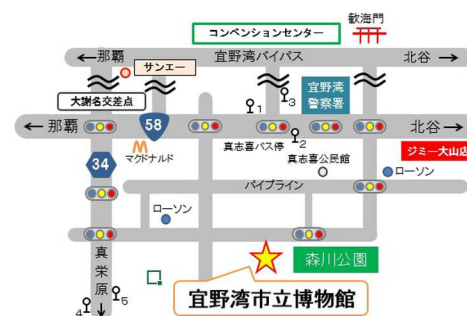 コンベンションセンター
歓海門
← 那覇
宜野湾バイパス
北谷 →
サンエー
大謝名交差点
宜野湾
警察署
1
3
← 那覇
58
2
北谷 →
真志喜バス停
マクドナルド
真志喜公民館
ジミー大山店
34
パイプライン
ローソン
ローソン
真栄原
森川公園
宜野湾市立博物館
4
5